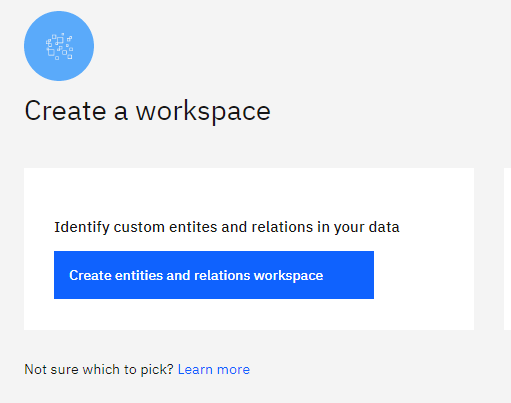 Create a workspace
Identify custom entites and relations in your data
Create entities and relations workspace
Not sure which to pick? Learn more